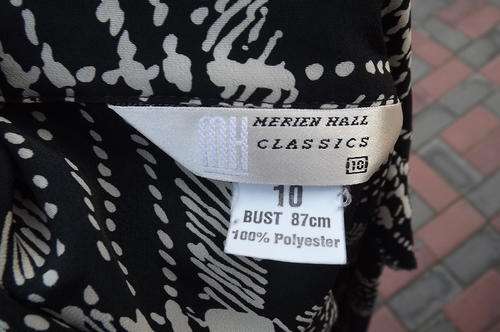 MH
MERIEN HALL
CLASSICS
10
10
BUST 87cm
100% Polyester